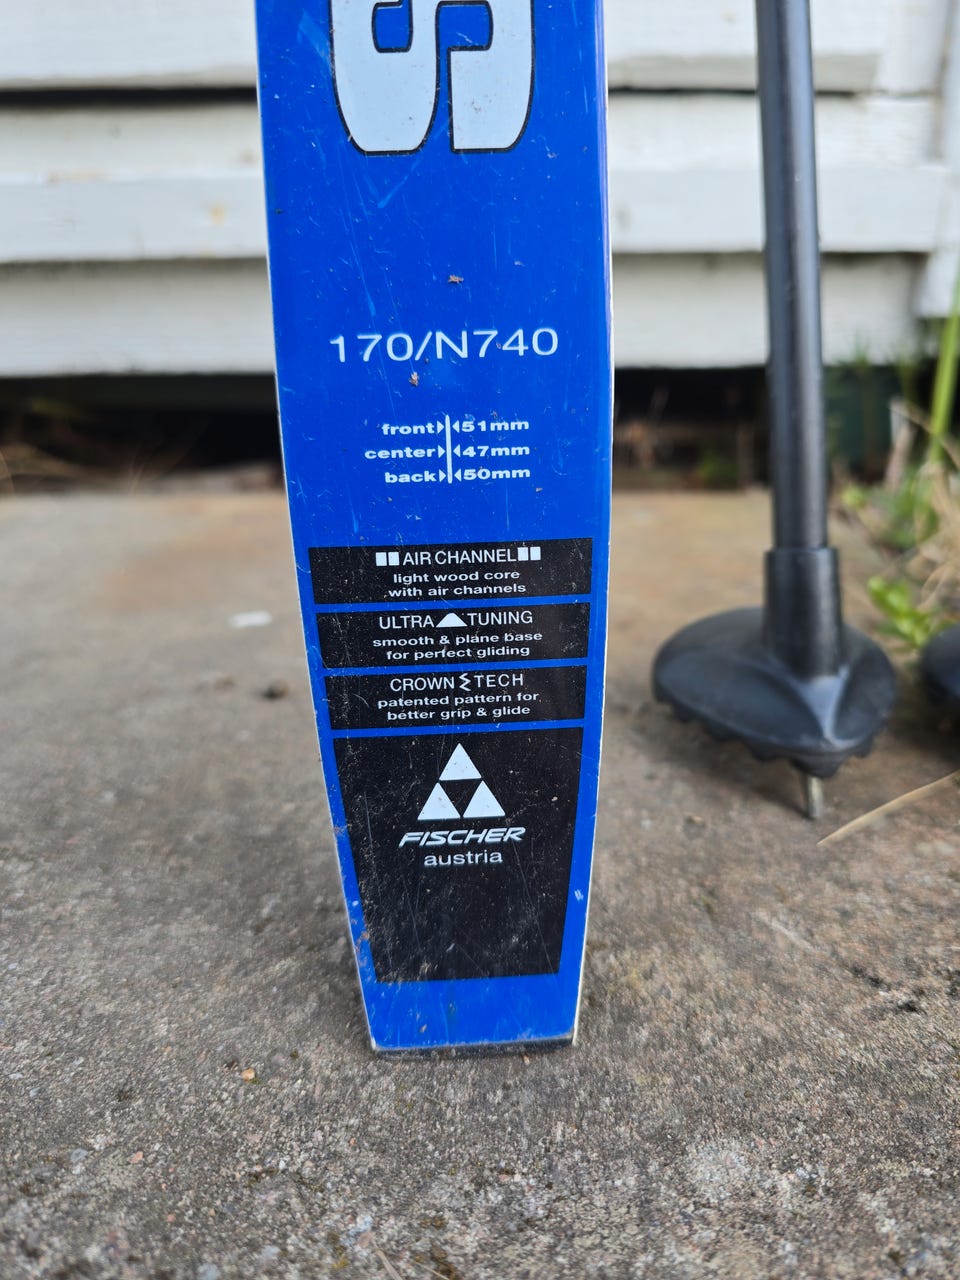 S
170/N740
front 51mm
center 47mm
back 50mm
AIR CHANNEL
light wood core
with air channels
ULTRA TUNING
smooth & plane base
for perfect gliding
CROWN TECH
patented pattern for
better grip & glide
FISCHER
austria